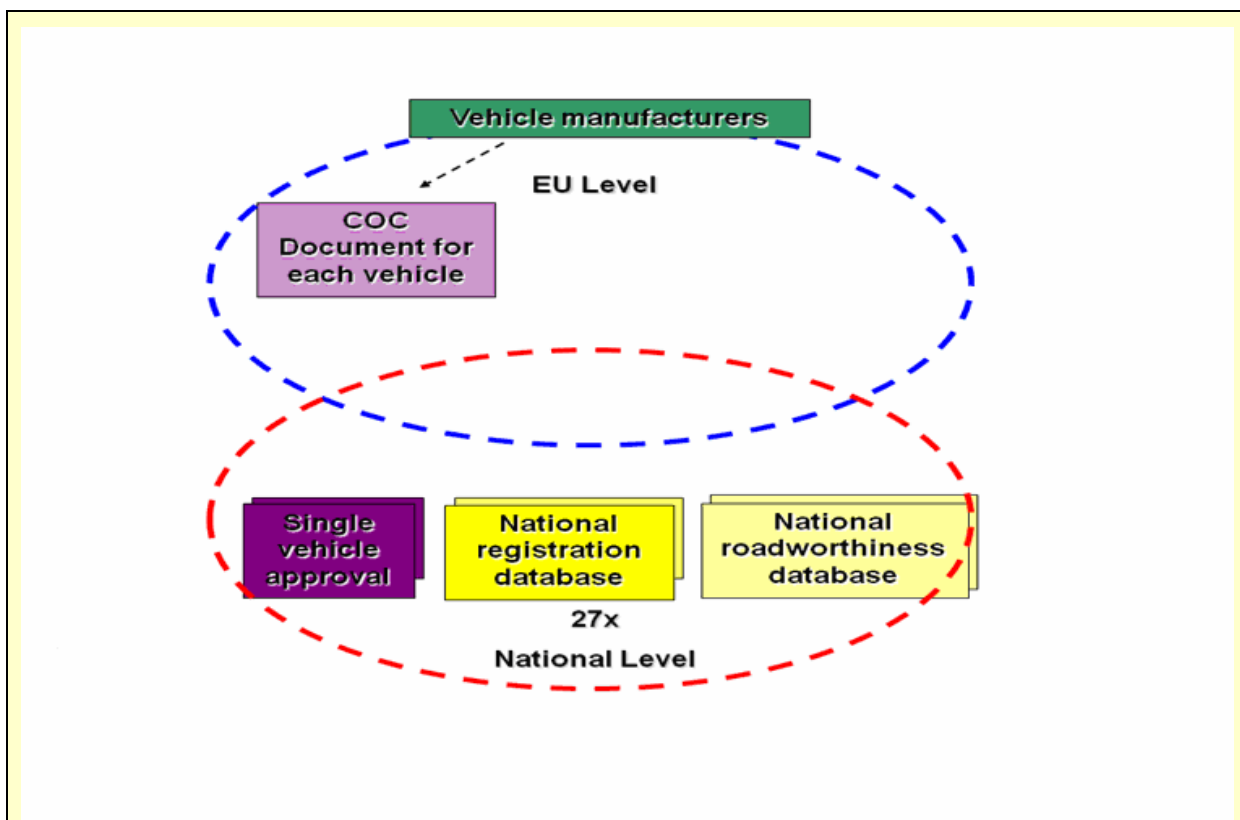 Vehicle manufacturers
EU Level
COC
Document for
each vehicle
Single
vehicle
approval
National
registration
database
National
roadworthiness
database
27x
National Level